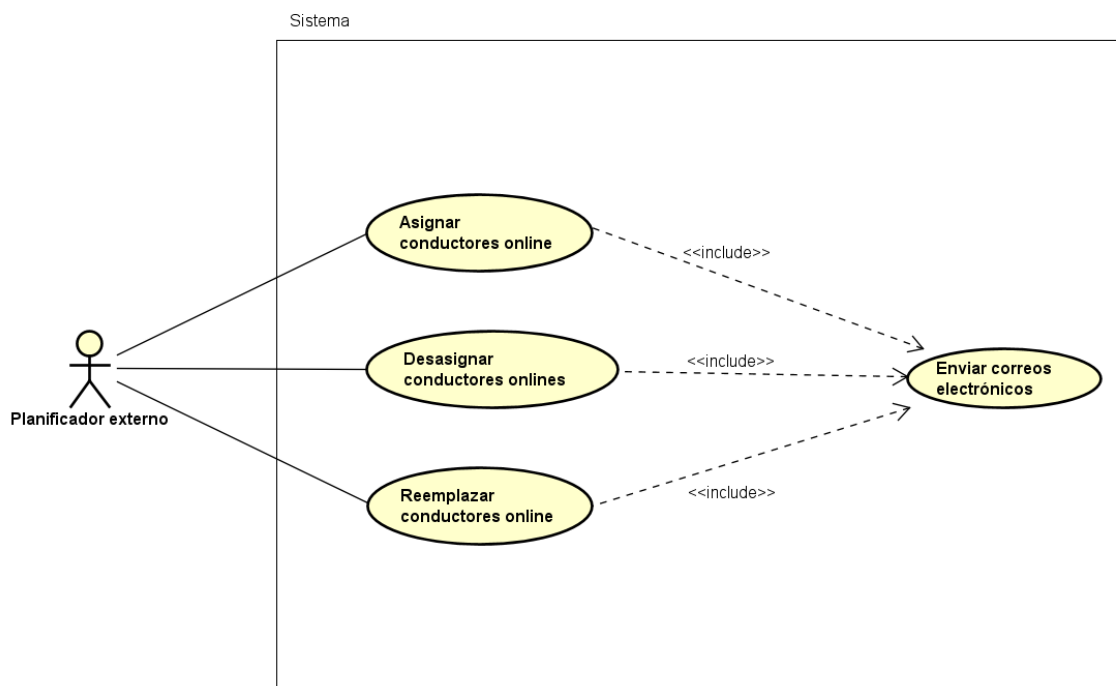 Sistema
Asignar
conductores online
<<include>>
Desasignar
conductores onlines
<<include>>
Enviar correos
electrónicos
Planificador externo
Reemplazar
conductores online
<<include>>